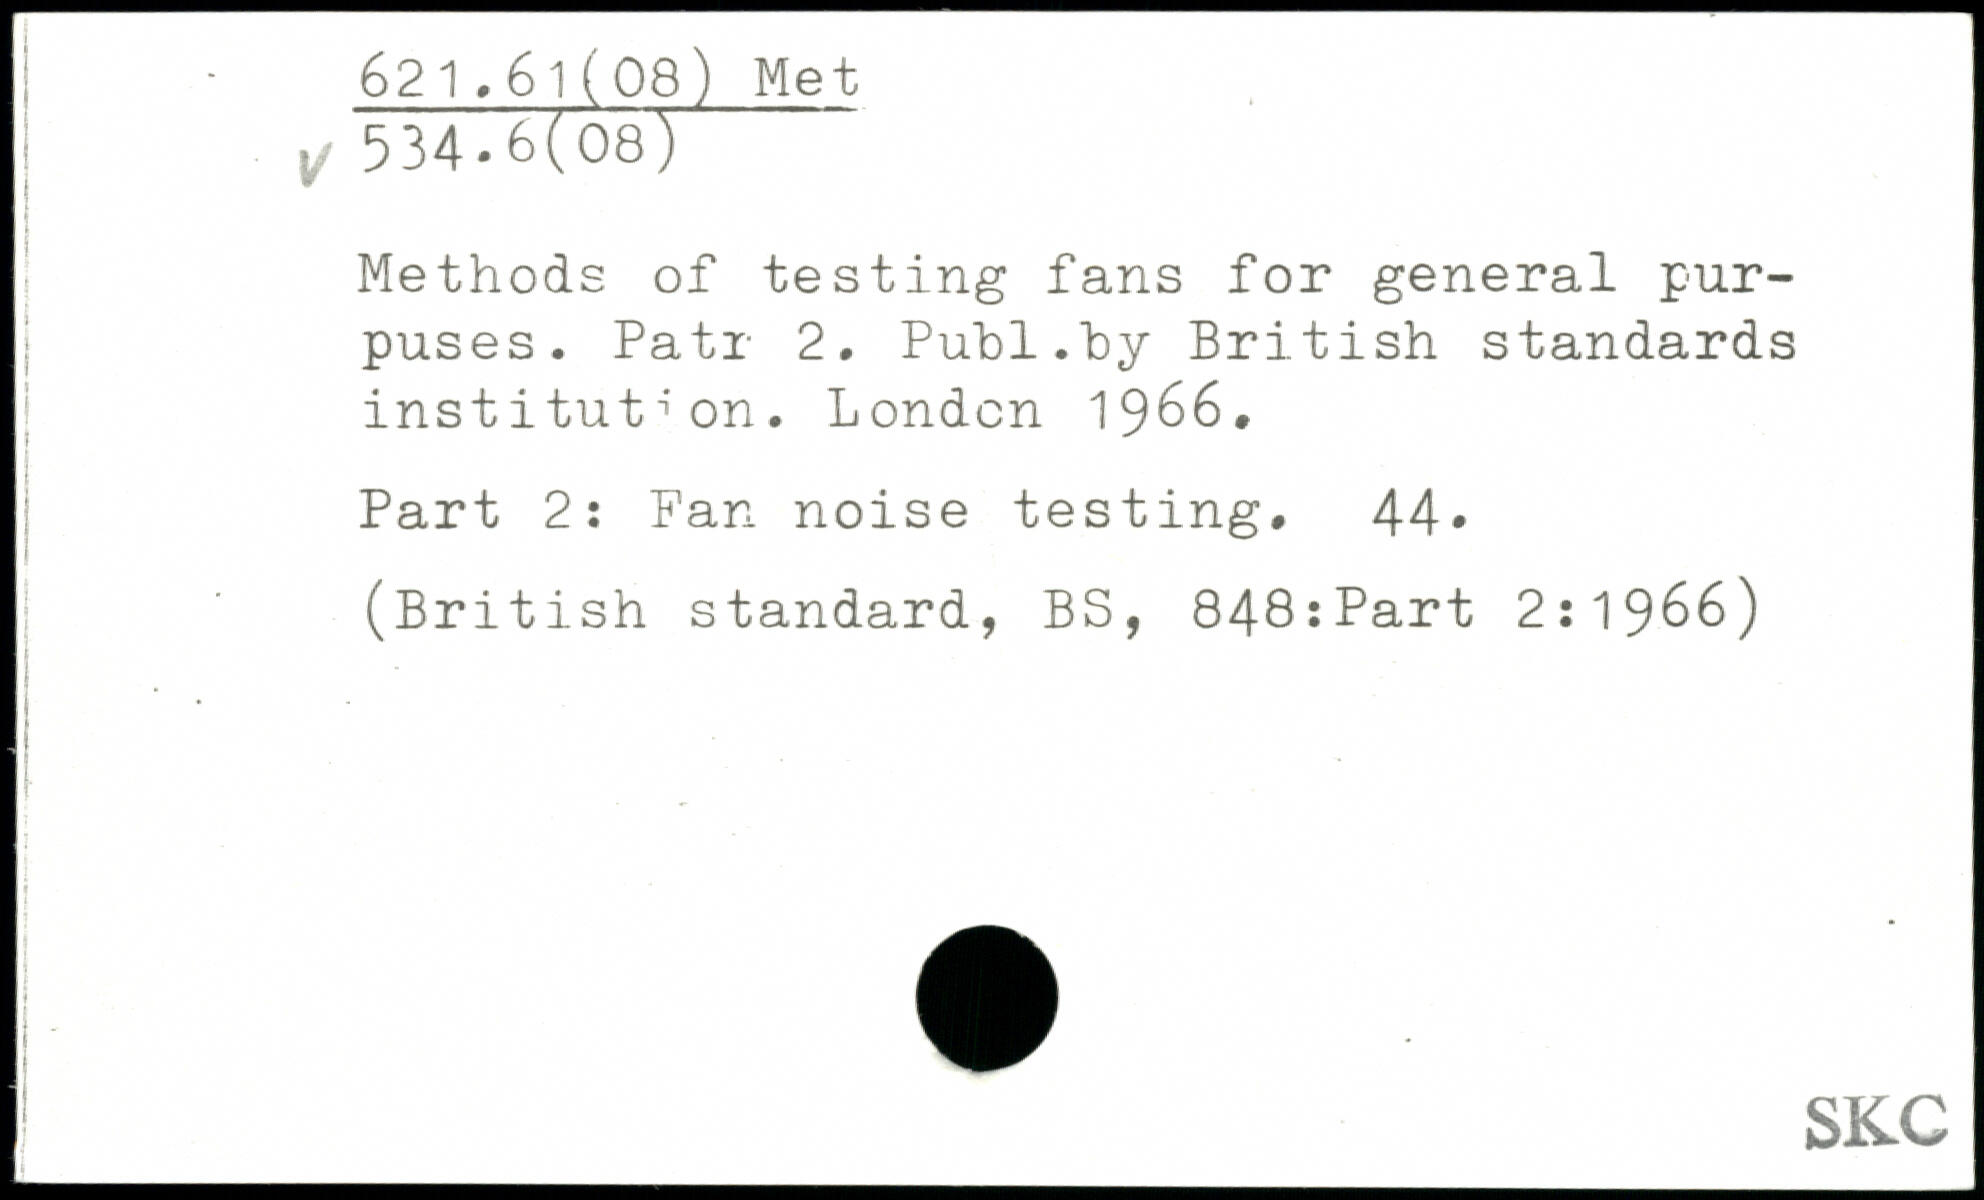 621.61(08) Met
534.6(08)
v
Methods of testing fans for general pur-
puses. Patr 2. Publ.by British standards
institution. London 1966.
Part 2: Fan noise testing. 44.
(British standard, BS, 848:Part 2:1966)
SKC